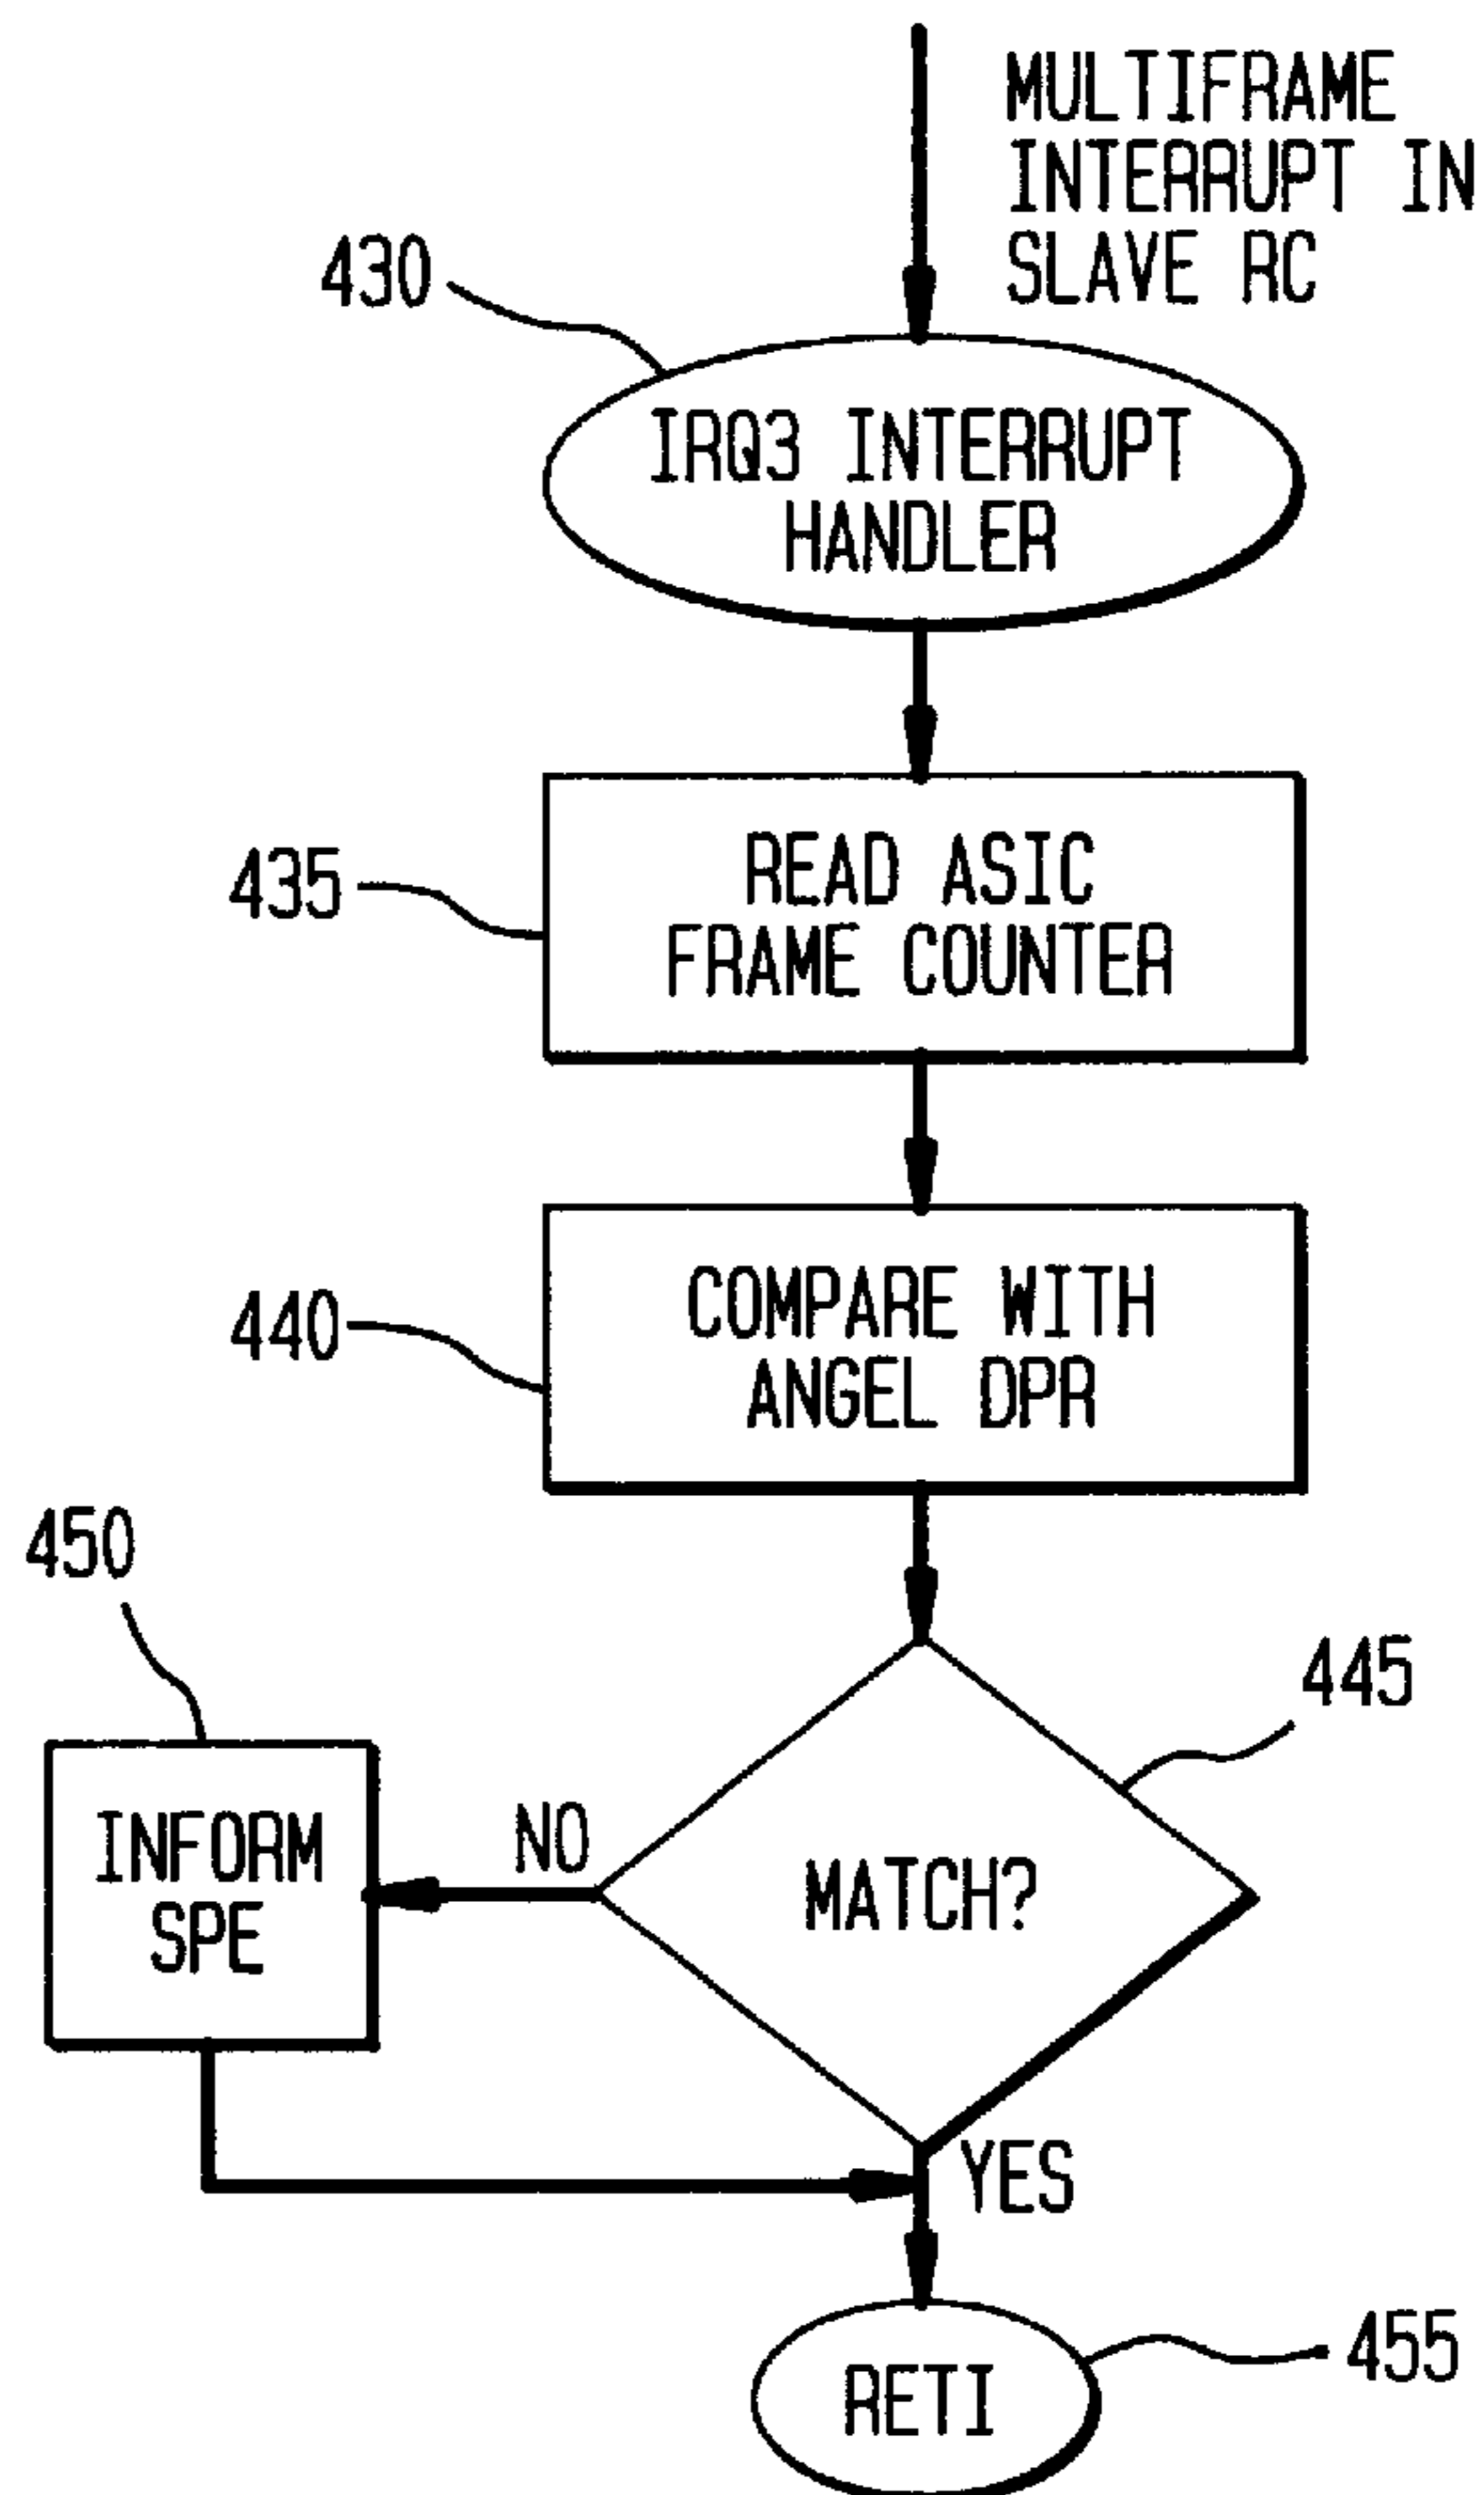 MULTIFRAME
INTERRUPT IN
SLAVE RC
430
IRQ3 INTERRUPT
HANDLER
435
READ ASIC
FRAME COUNTER
440
COMPARE WITH
ANGEL DPR
450
445
INFORM
SPE
NO
MATCH?
YES
455
RETI